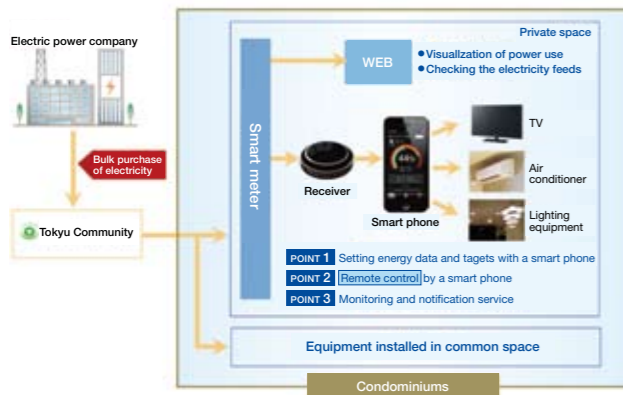 Electric power company
Bulk purchase
of electricity
Tokyu Community
Private space
Smart meter
WEB
●Visuallzation of power use
●Checking the electricity feeds
Receiver
44%
Smart phone
TV
Air
conditioner
Lighting
equipment
POINT 1 Setting energy data and tagets with a smart phone
POINT 2 Remote control by a smart phone
POINT 3 Monitoring and notification service
Equipment installed in common space
Condominiums